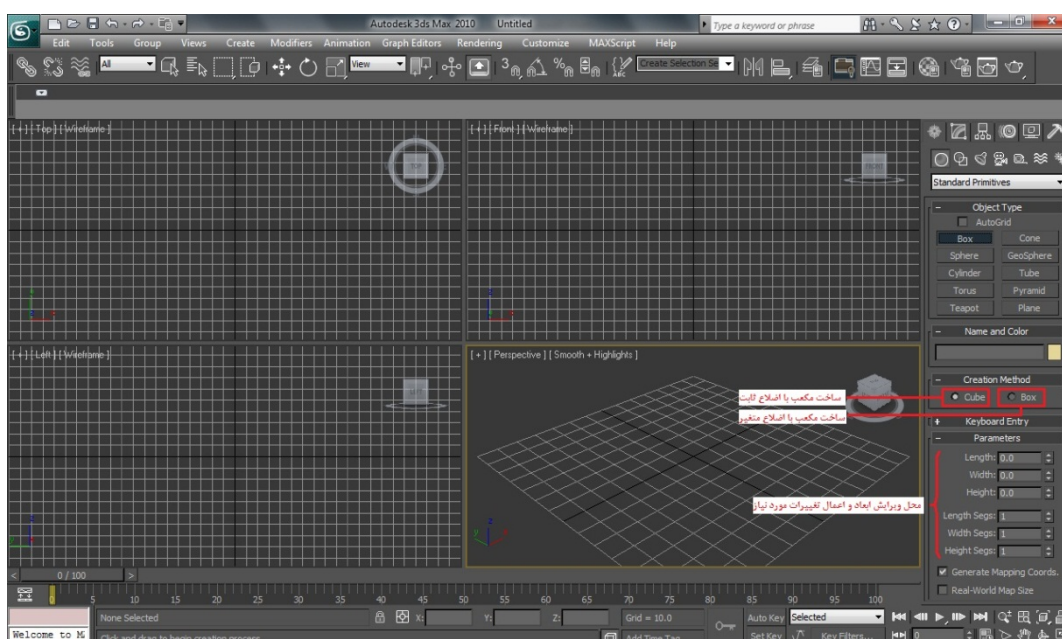 Autodesk 3ds Max 2010 Untitled
Type a keyword or phrase
Edit Tools Group Views Create Modifiers Animation Graph Editors Rendering Customize MAXScript Help
All
View
Create Selection Se
[ + ] [ Top ] [ Wireframe ]
TOP
[ + ] [ Front ] [ Wireframe ]
Standard Primitives
Object Type
AutoGrid
Box Cone
Sphere GeoSphere
Cylinder Tube
Torus Pyramid
Teapot Plane
Name and Color
[ + ] [ Left ] [ Wireframe ]
[ + ] [ Perspective ] [ Smooth + Highlights ]
Creation Method
Cube Box
ساخت مکعب با اضلاع ثابت
ساخت مکعب با اضلاع متغیر
Keyboard Entry
Parameters
Length: 0.0
Width: 0.0
Height: 0.0
محل ویرایش ابعاد و اعمال تغییرات مورد نیاز
Length Segs: 1
Width Segs: 1
Height Segs: 1
Generate Mapping Coords.
Real-World Map Size
0 / 100
0 5 10 15 20 25 30 35 40 45 50 55 60 65 70 75 80 85 90 95 100
None Selected X: Y: Z: Grid = 10.0 Auto Key Selected
Welcome to M Click and drag to begin creation process Add Time Tag Set Key Key Filters... 0